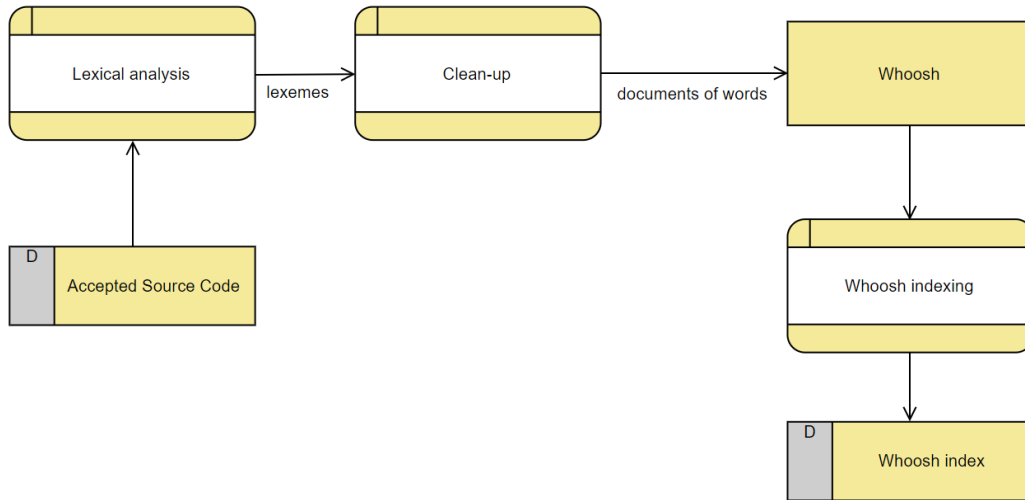 Lexical analysis
lexemes
Clean-up
documents of words
Whoosh
D
Accepted Source Code
Whoosh indexing
D
Whoosh index